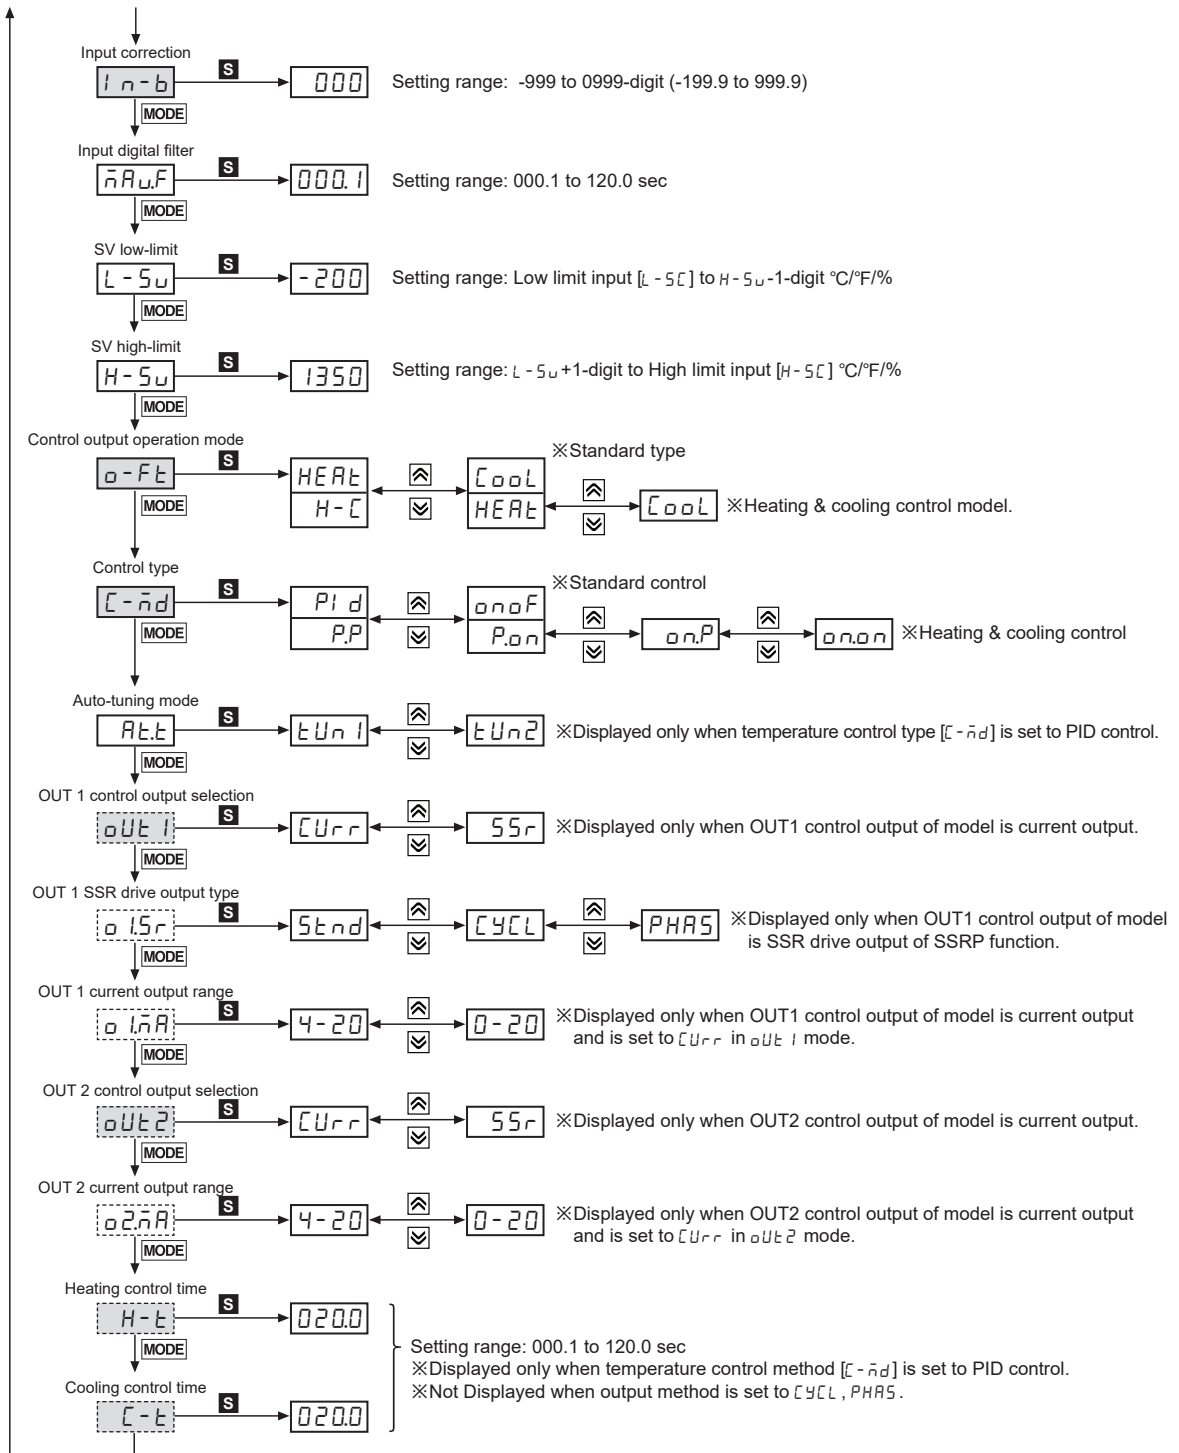 Input correction
In-b S 000 Setting range: -999 to 0999-digit (-199.9 to 999.9)
MODE
Input digital filter
mAv.F S 000.1 Setting range: 000.1 to 120.0 sec
MODE
SV low-limit
L-Sv S -200 Setting range: Low limit input [L-SC] to H-Sv-1-digit ℃/℉/%
MODE
SV high-limit
H-Sv S 1350 Setting range: L-Sv+1-digit to High limit input [H-SC] ℃/℉/%
MODE
Control output operation mode
※Standard type
o-Ft S HEAt CooL
H-C HEAt CooL ※Heating & cooling control model.
MODE
Control type
※Standard control
C-md S PId onoF
P.P P.on on.P on.on ※Heating & cooling control
MODE
Auto-tuning mode
At.t S tUn1 tUn2 ※Displayed only when temperature control type [C-md] is set to PID control.
MODE
OUT 1 control output selection
oUt1 S CUrr SSr ※Displayed only when OUT1 control output of model is current output.
MODE
OUT 1 SSR drive output type
o1.Sr S Stnd CYCL PHAS ※Displayed only when OUT1 control output of model
is SSR drive output of SSRP function.
MODE
OUT 1 current output range
o1.mA S 4-20 0-20 ※Displayed only when OUT1 control output of model is current output
and is set to CUrr in oUt1 mode.
MODE
OUT 2 control output selection
oUt2 S CUrr SSr ※Displayed only when OUT2 control output of model is current output.
MODE
OUT 2 current output range
o2.mA S 4-20 0-20 ※Displayed only when OUT2 control output of model is current output
and is set to CUrr in oUt2 mode.
MODE
Heating control time
H-t S 020.0
MODE
Setting range: 000.1 to 120.0 sec
※Displayed only when temperature control method [C-md] is set to PID control.
※Not Displayed when output method is set to CYCL, PHAS.
Cooling control time
C-t S 020.0